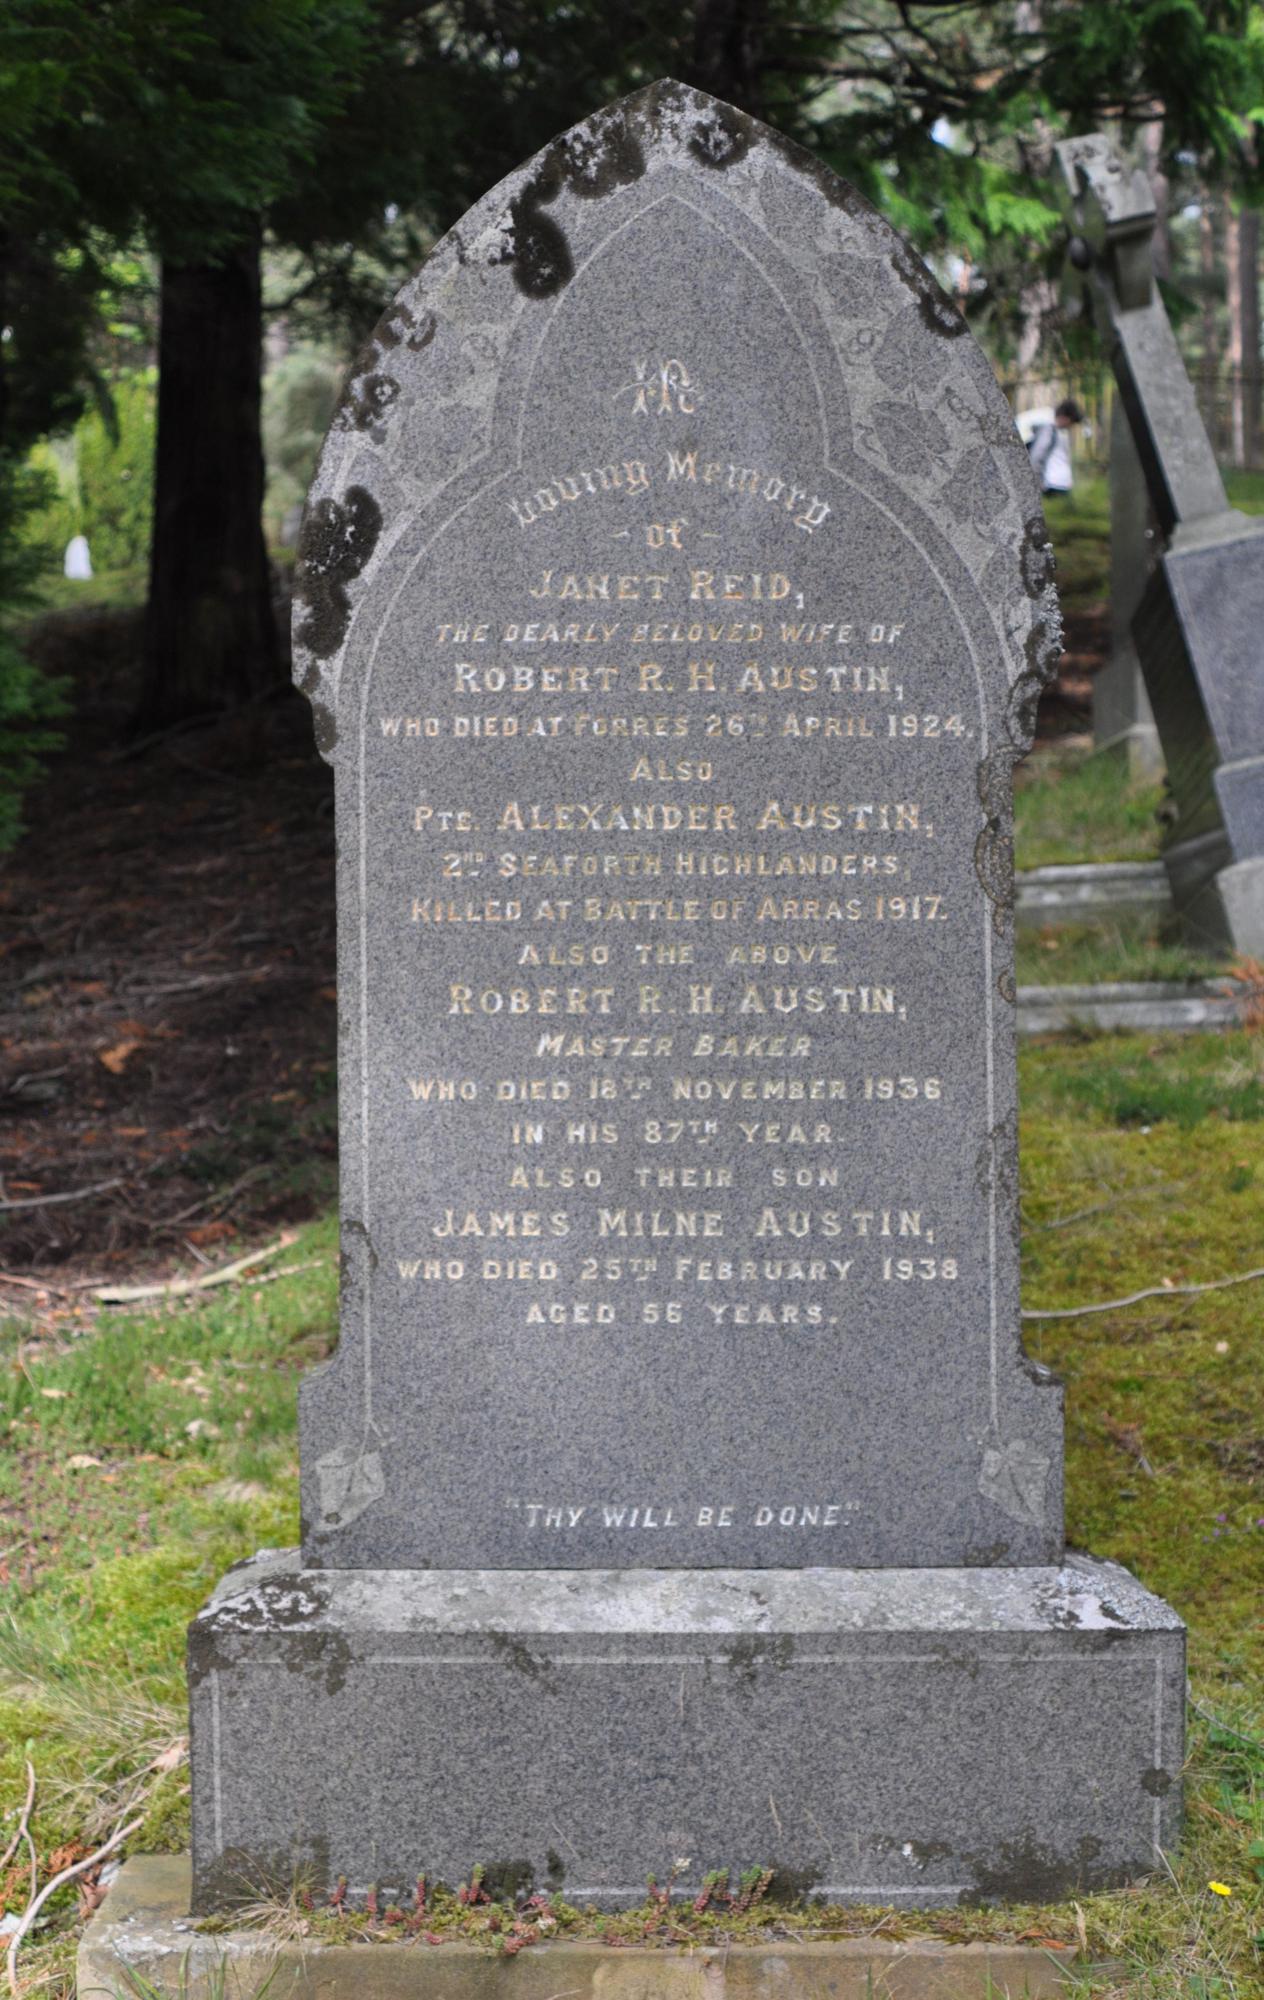 In
Loving Memory
- of -
JANET REID,
THE DEARLY BELOVED WIFE OF
ROBERT R. H. AUSTIN,
WHO DIED AT FORRES 26TH APRIL 1924.
ALSO
PTE. ALEXANDER AUSTIN,
2ND SEAFORTH HIGHLANDERS,
KILLED AT BATTLE OF ARRAS 1917.
ALSO THE ABOVE
ROBERT R. H. AUSTIN,
MASTER BAKER
WHO DIED 18TH NOVEMBER 1936
IN HIS 87TH YEAR.
ALSO THEIR SON
JAMES MILNE AUSTIN,
WHO DIED 25TH FEBRUARY 1938
AGED 56 YEARS.
"THY WILL BE DONE."